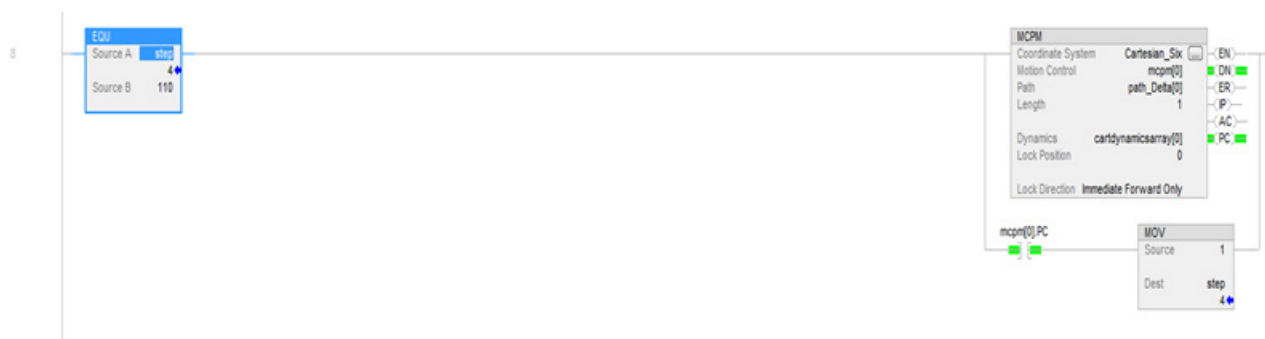 8
EQU
Source A step
4
Source B 110
MCPM
Coordinate System Cartesian_Six ...
Motion Control mcpm[0]
Path path_Delta[0]
Length 1
Dynamics cartdynamicsarray[0]
Lock Position 0
Lock Direction Immediate Forward Only
EN
DN
ER
IP
AC
PC
mcpm[0].PC
MOV
Source 1
Dest step
4